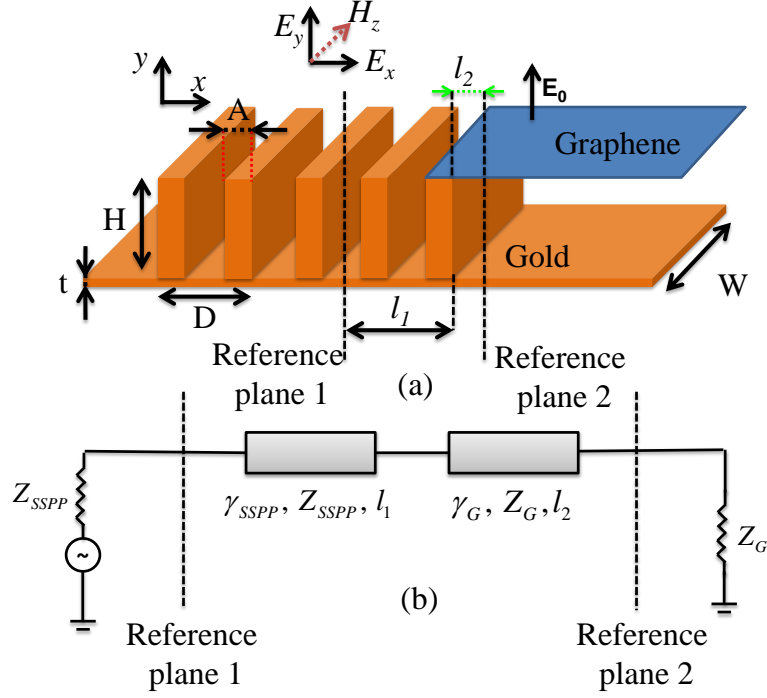 E_y
H_z
E_x
y
x
l_2
E_0
A
Graphene
H
Gold
t
W
D
l_1
Reference plane 1
(a)
Reference plane 2
Z_SSPP
~
γ_SSPP, Z_SSPP, l_1
γ_G, Z_G, l_2
Z_G
(b)
Reference plane 1
Reference plane 2